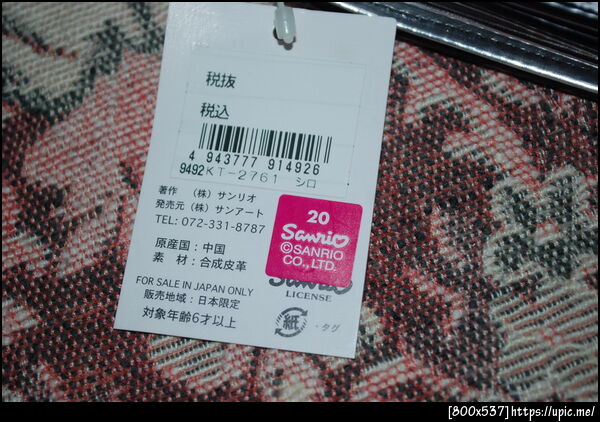 税抜
税込
4 943777 914926
9492KT-2761 シロ
著作 (株) サンリオ
発売元 (株) サンアート
TEL: 072-331-8787
原産国：中国
素 材：合成皮革
FOR SALE IN JAPAN ONLY
販売地域：日本限定
対象年齢6才以上
20
Sanrio
©SANRIO
CO.,LTD.
Sanrio
LICENSE
紙
・タグ
[800x537]https://upic.me/